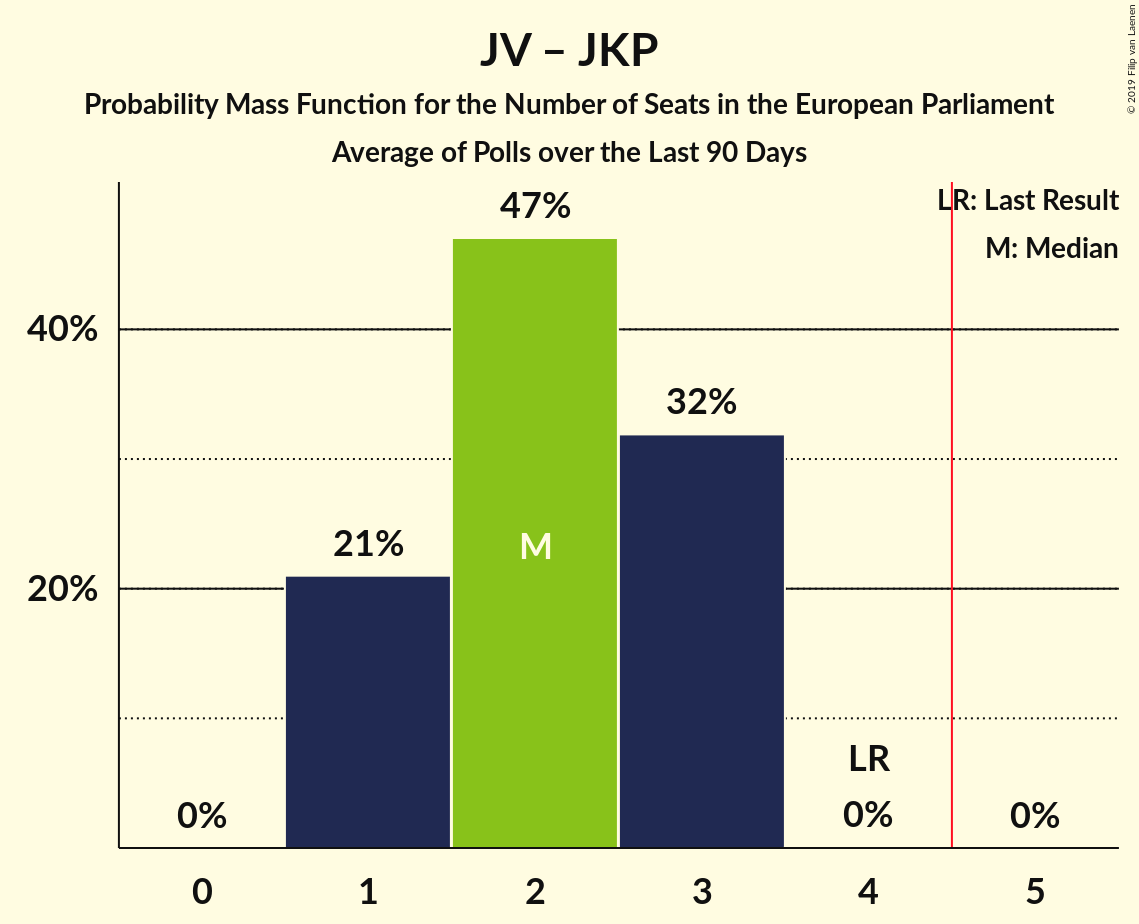 JV – JKP
Probability Mass Function for the Number of Seats in the European Parliament
Average of Polls over the Last 90 Days
© 2019 Filip van Laenen
LR: Last Result
M: Median
47%
40%
32%
21%
M
20%
LR
0%
0%
0%
0 1 2 3 4 5